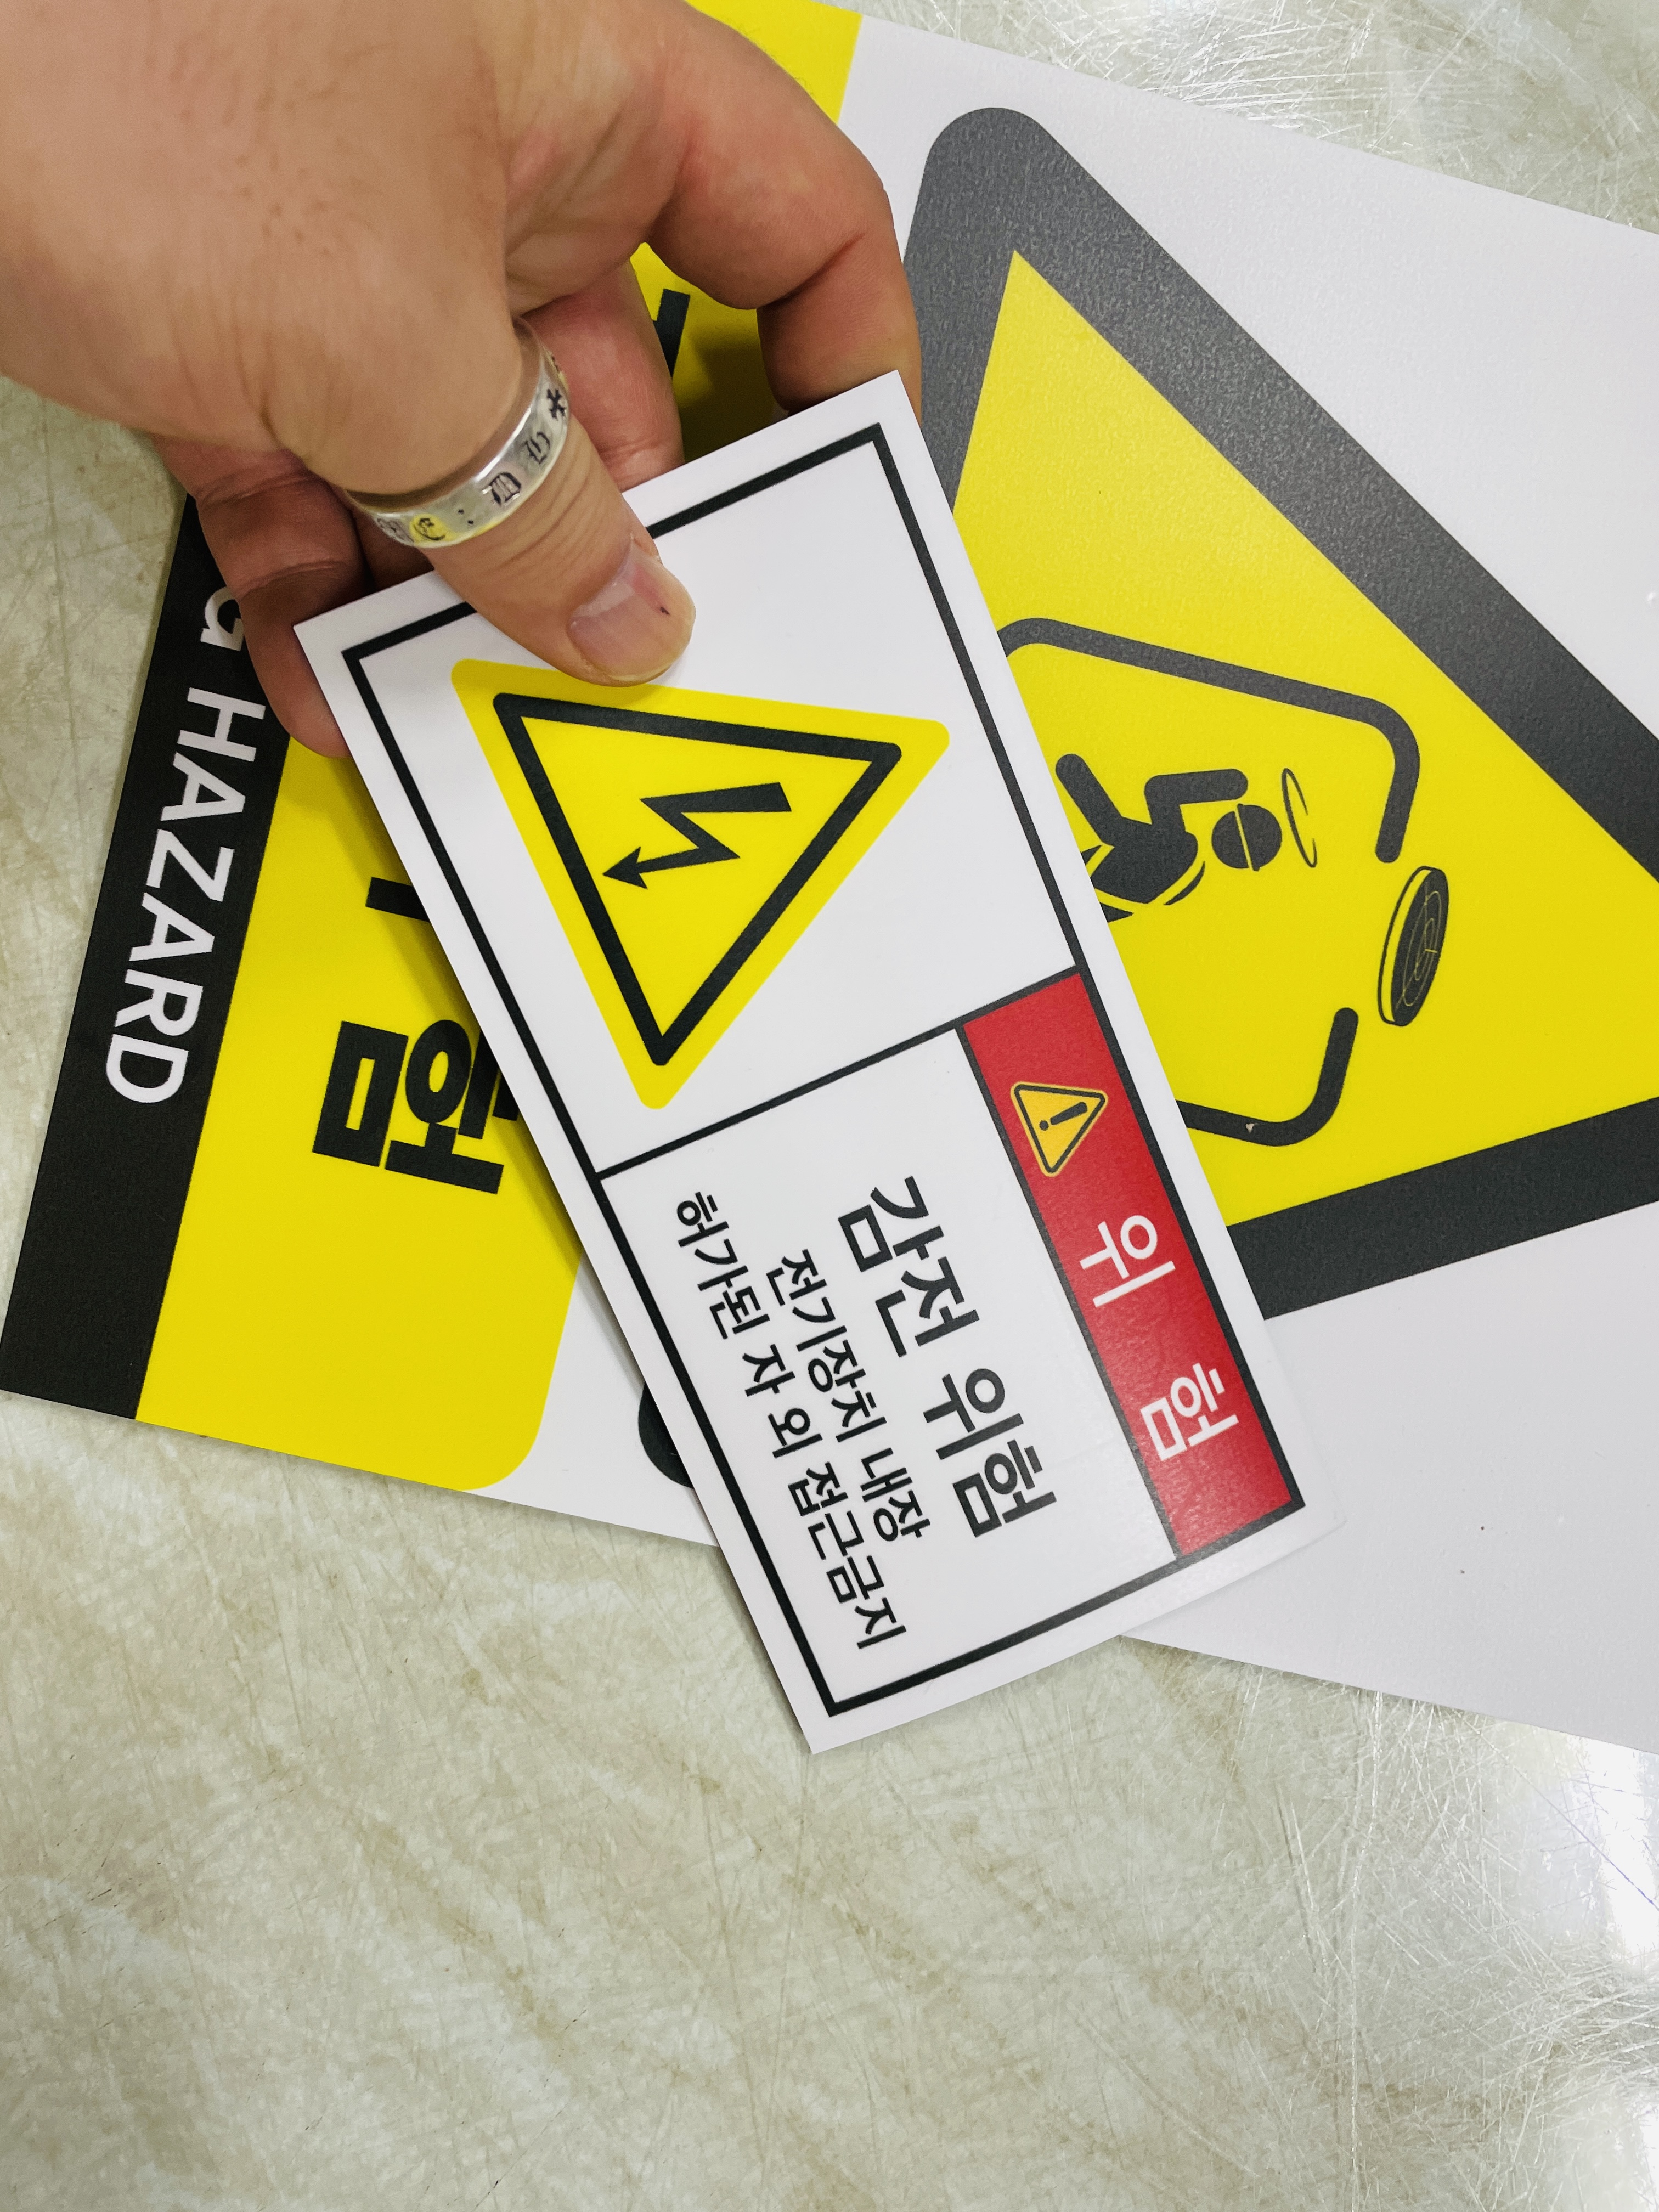 위 험
감전 위험
전기장치 내장
허가된 자 외 접근금지
험
HAZARD